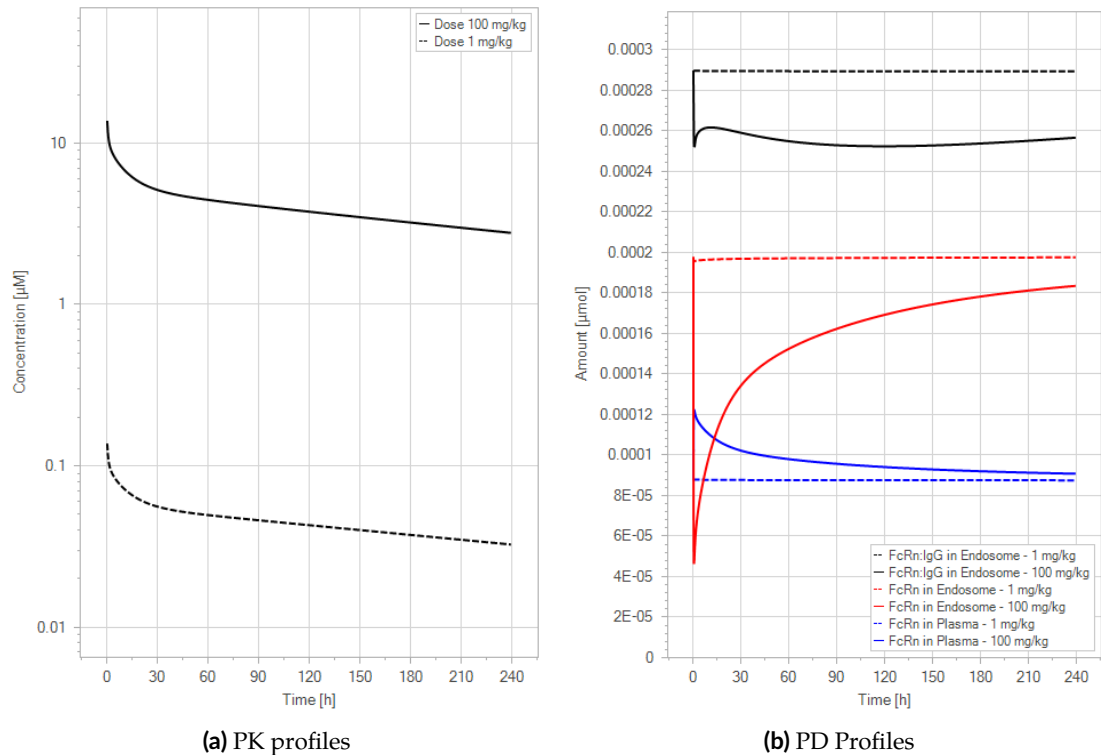 Dose 100 mg/kg
Dose 1 mg/kg
10
1
0.1
0.01
Concentration [µM]
0 30 60 90 120 150 180 210 240
Time [h]
(a) PK profiles
0.0003
0.00028
0.00026
0.00024
0.00022
0.0002
0.00018
0.00016
0.00014
0.00012
0.0001
8E-05
6E-05
4E-05
2E-05
0
Amount [µmol]
FcRn:IgG in Endosome - 1 mg/kg
FcRn:IgG in Endosome - 100 mg/kg
FcRn in Endosome - 1 mg/kg
FcRn in Endosome - 100 mg/kg
FcRn in Plasma - 1 mg/kg
FcRn in Plasma - 100 mg/kg
0 30 60 90 120 150 180 210 240
Time [h]
(b) PD Profiles